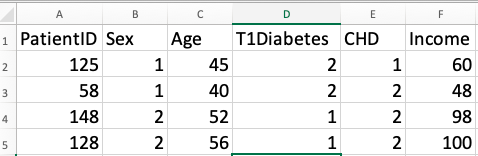 A B C D E F
1 PatientID Sex Age T1Diabetes CHD Income
2 125 1 45 2 1 60
3 58 1 40 2 2 48
4 148 2 52 1 2 98
5 128 2 56 1 2 100